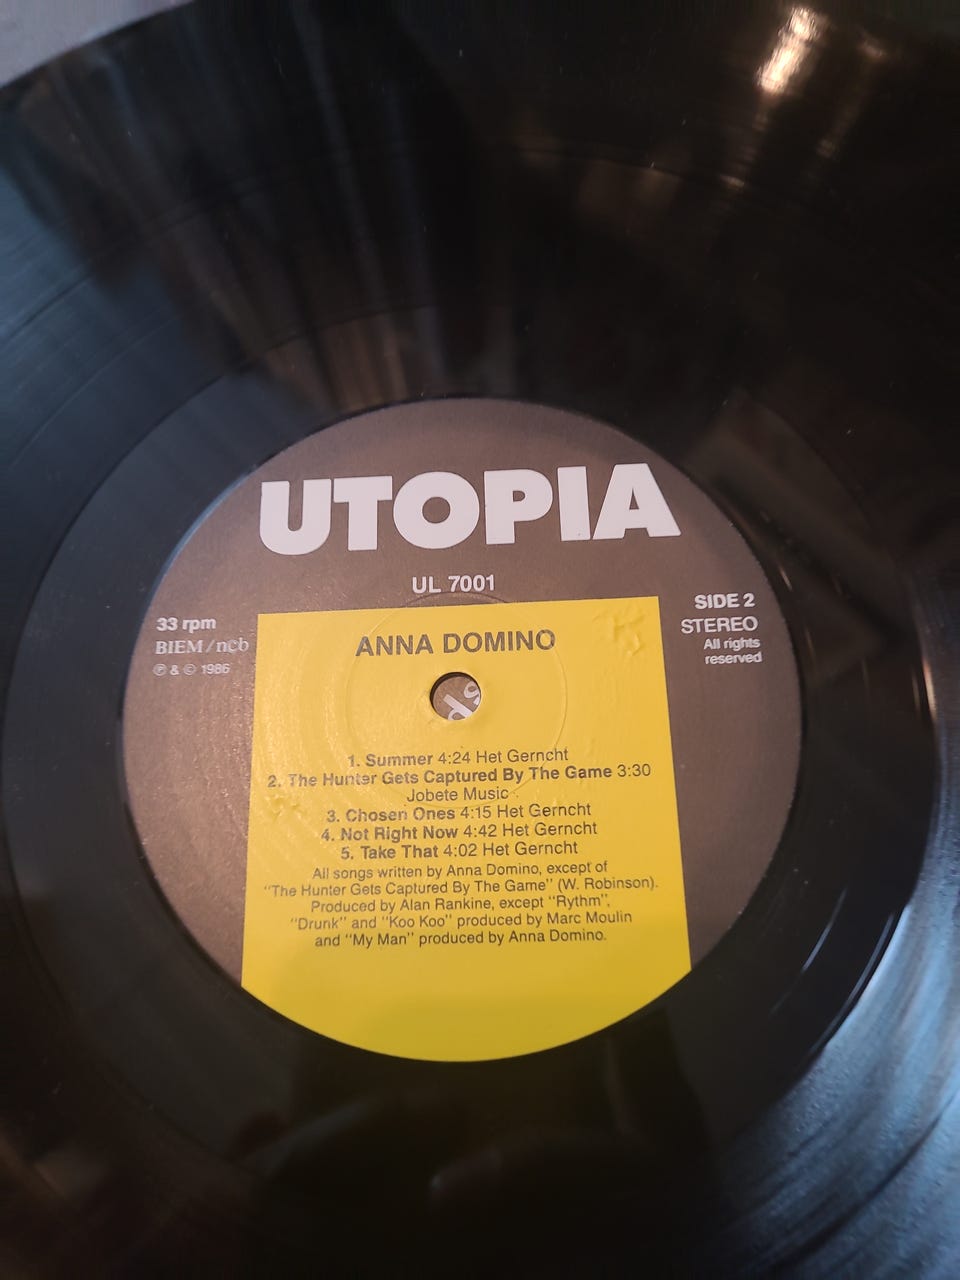 UTOPIA
UL 7001
33 rpm
BIEM/ncb
℗ & © 1986
SIDE 2
STEREO
All rights
reserved
ANNA DOMINO
1. Summer 4:24 Het Gerncht
2. The Hunter Gets Captured By The Game 3:30
Jobete Music
3. Chosen Ones 4:15 Het Gerncht
4. Not Right Now 4:42 Het Gerncht
5. Take That 4:02 Het Gerncht
All songs written by Anna Domino, except of
"The Hunter Gets Captured By The Game" (W. Robinson).
Produced by Alan Rankine, except "Rythm",
"Drunk" and "Koo Koo" produced by Marc Moulin
and "My Man" produced by Anna Domino.